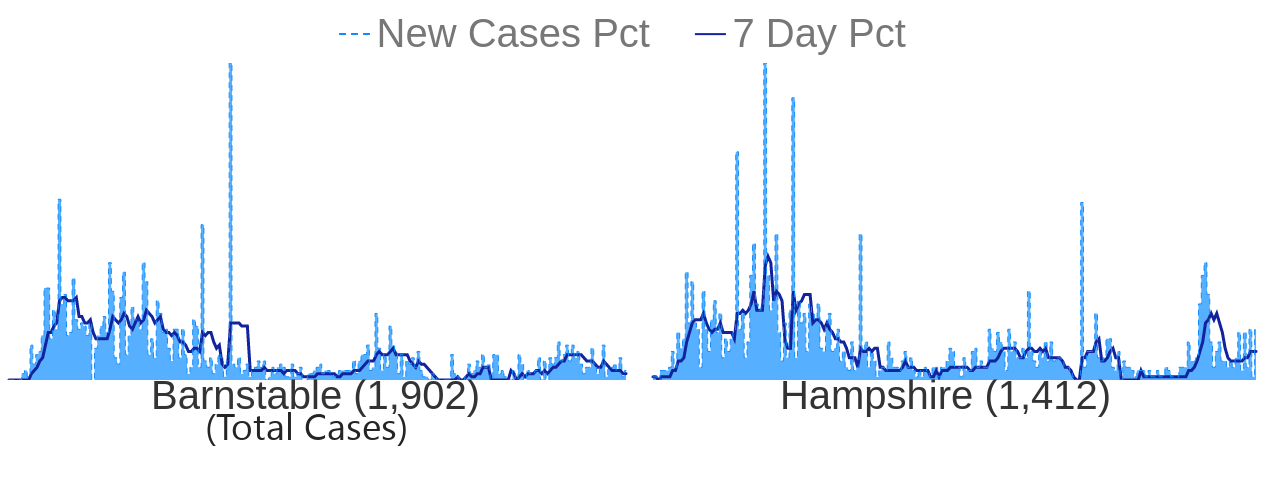 New Cases Pct 7 Day Pct
Barnstable (1,902) Hampshire (1,412)
(Total Cases)